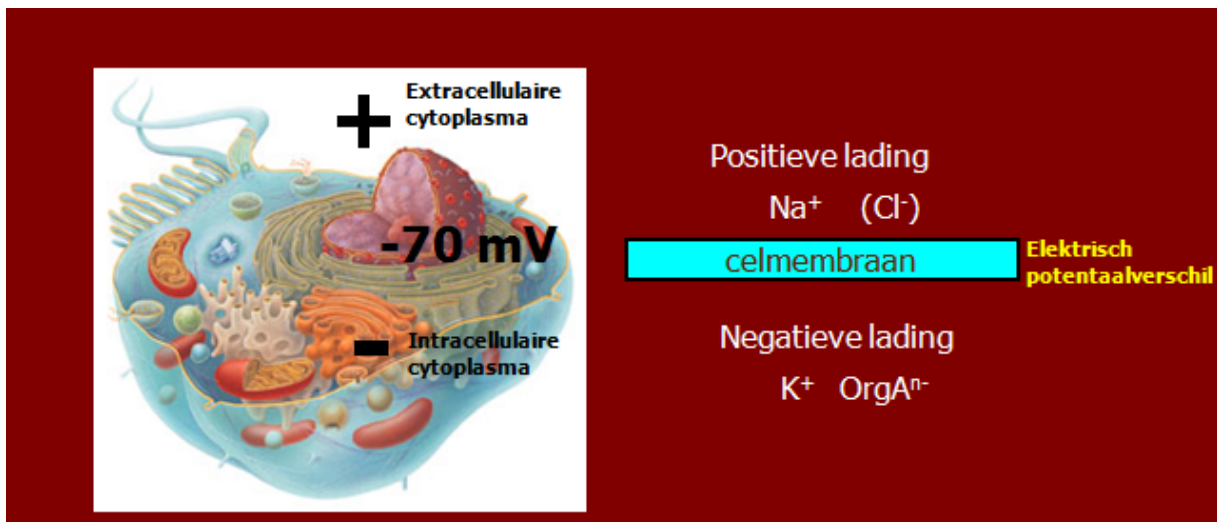 +
Extracellulaire
cytoplasma
-70 mV
-
Intracellulaire
cytoplasma
Positieve lading
Na⁺ (Cl⁻)
celmembraan
Elektrisch
potentaalverschil
Negatieve lading
K⁺ OrgAⁿ⁻